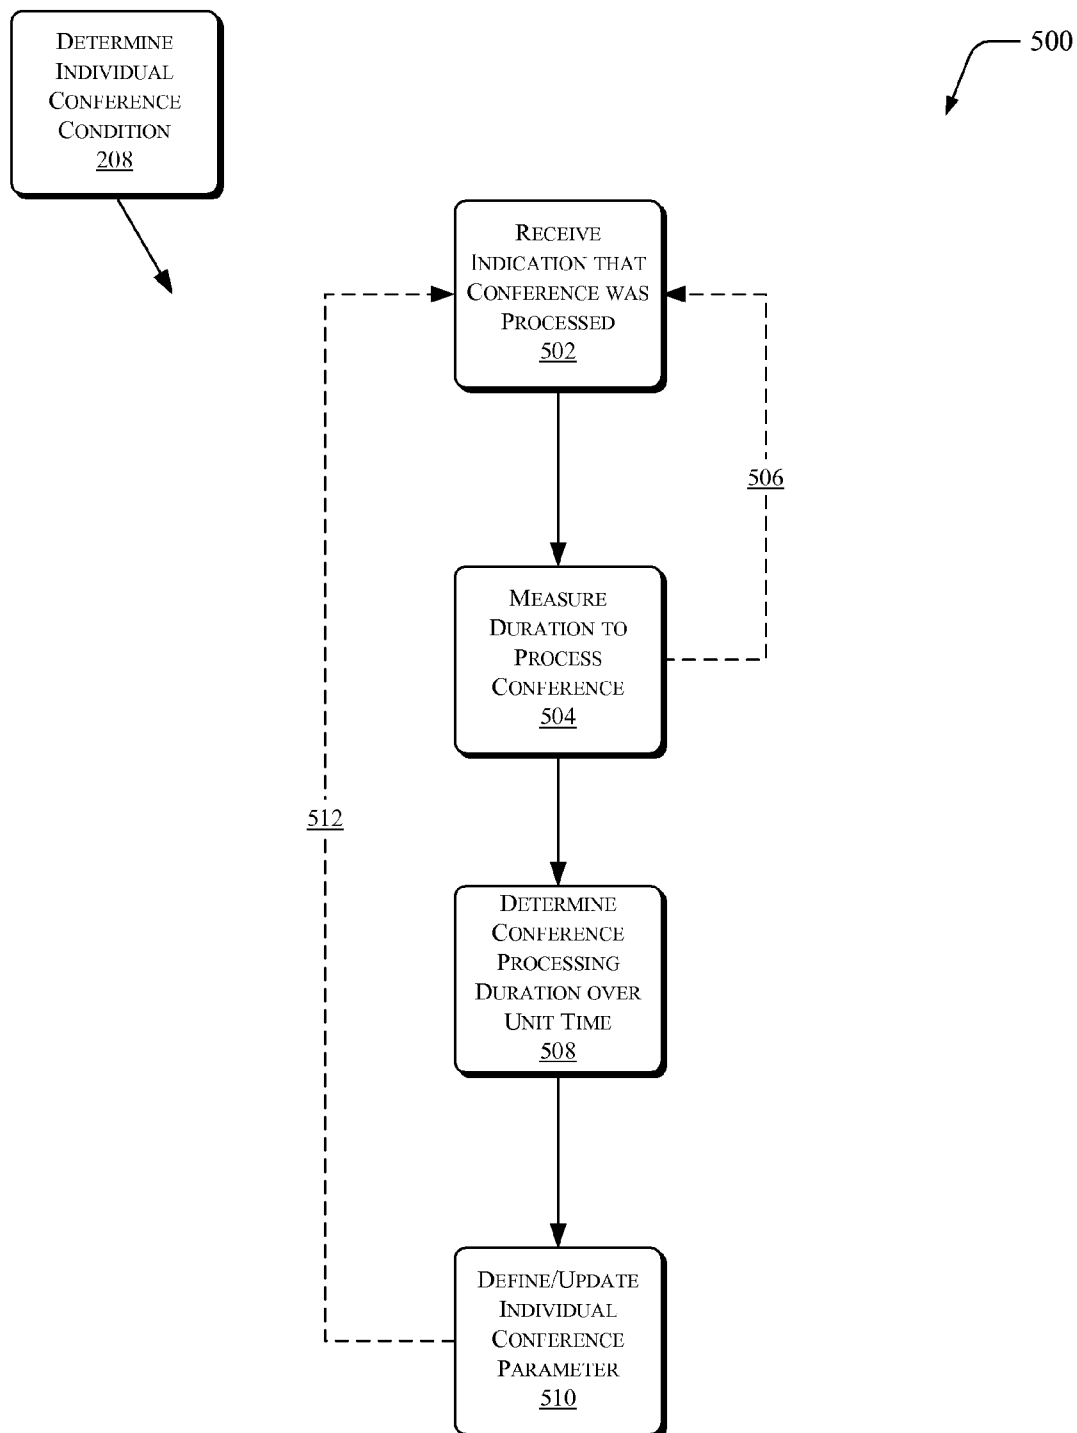 DETERMINE
INDIVIDUAL
CONFERENCE
CONDITION
208
500
RECEIVE
INDICATION THAT
CONFERENCE WAS
PROCESSED
502
506
MEASURE
DURATION TO
PROCESS
CONFERENCE
504
512
DETERMINE
CONFERENCE
PROCESSING
DURATION OVER
UNIT TIME
508
DEFINE/UPDATE
INDIVIDUAL
CONFERENCE
PARAMETER
510